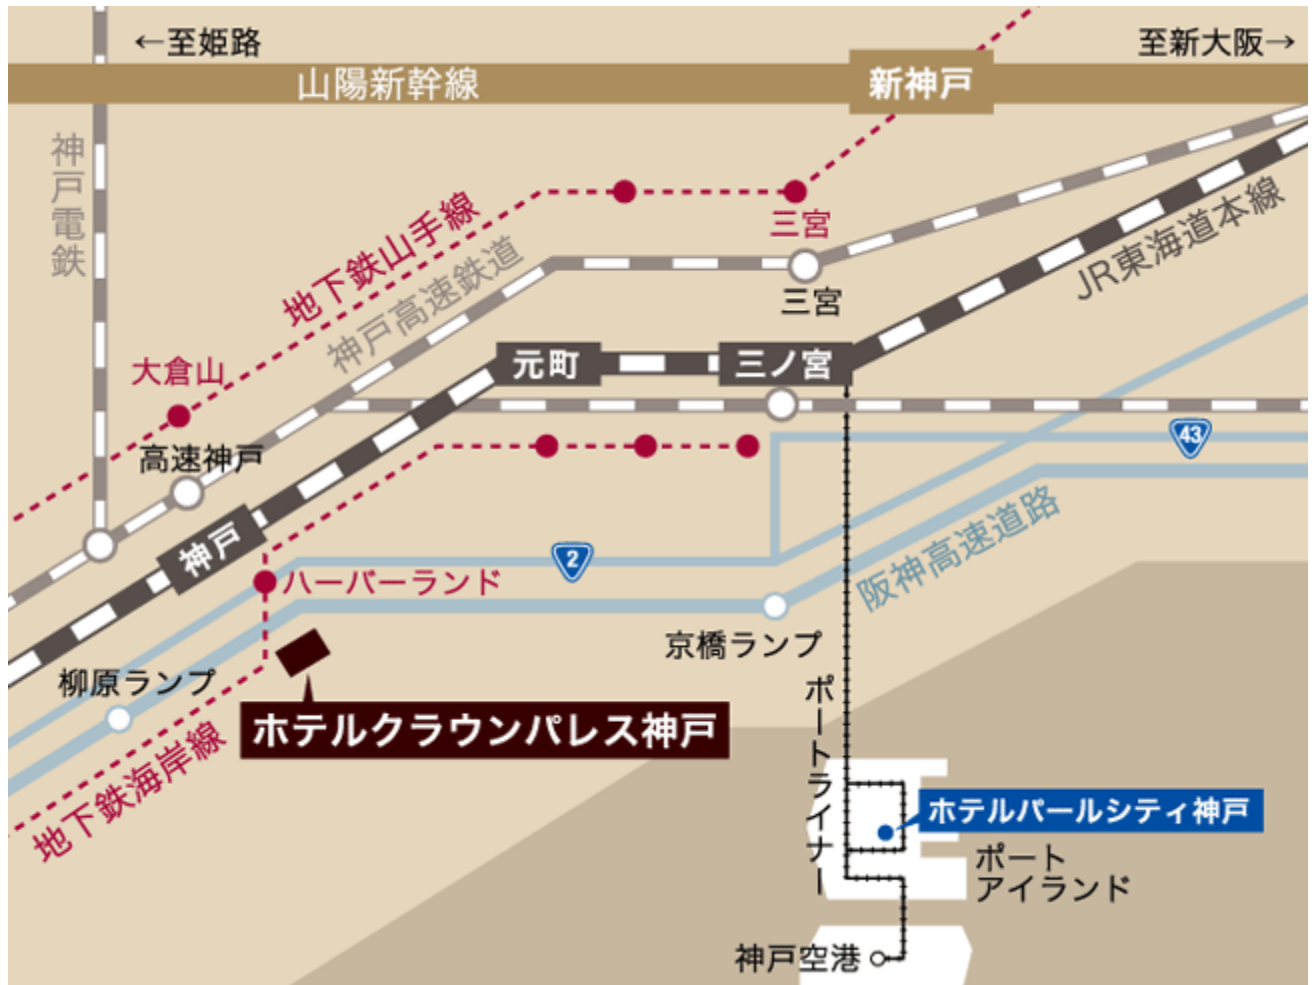 ←至姫路
至新大阪→
山陽新幹線
新神戸
神戸電鉄
地下鉄山手線
神戸高速鉄道
三宮
三宮
JR東海道本線
大倉山
元町
三ノ宮
高速神戸
43
神戸
2
ハーバーランド
阪神高速道路
京橋ランプ
柳原ランプ
ホテルクラウンパレス神戸
地下鉄海岸線
ポートライナー
ホテルパールシティ神戸
ポート
アイランド
神戸空港